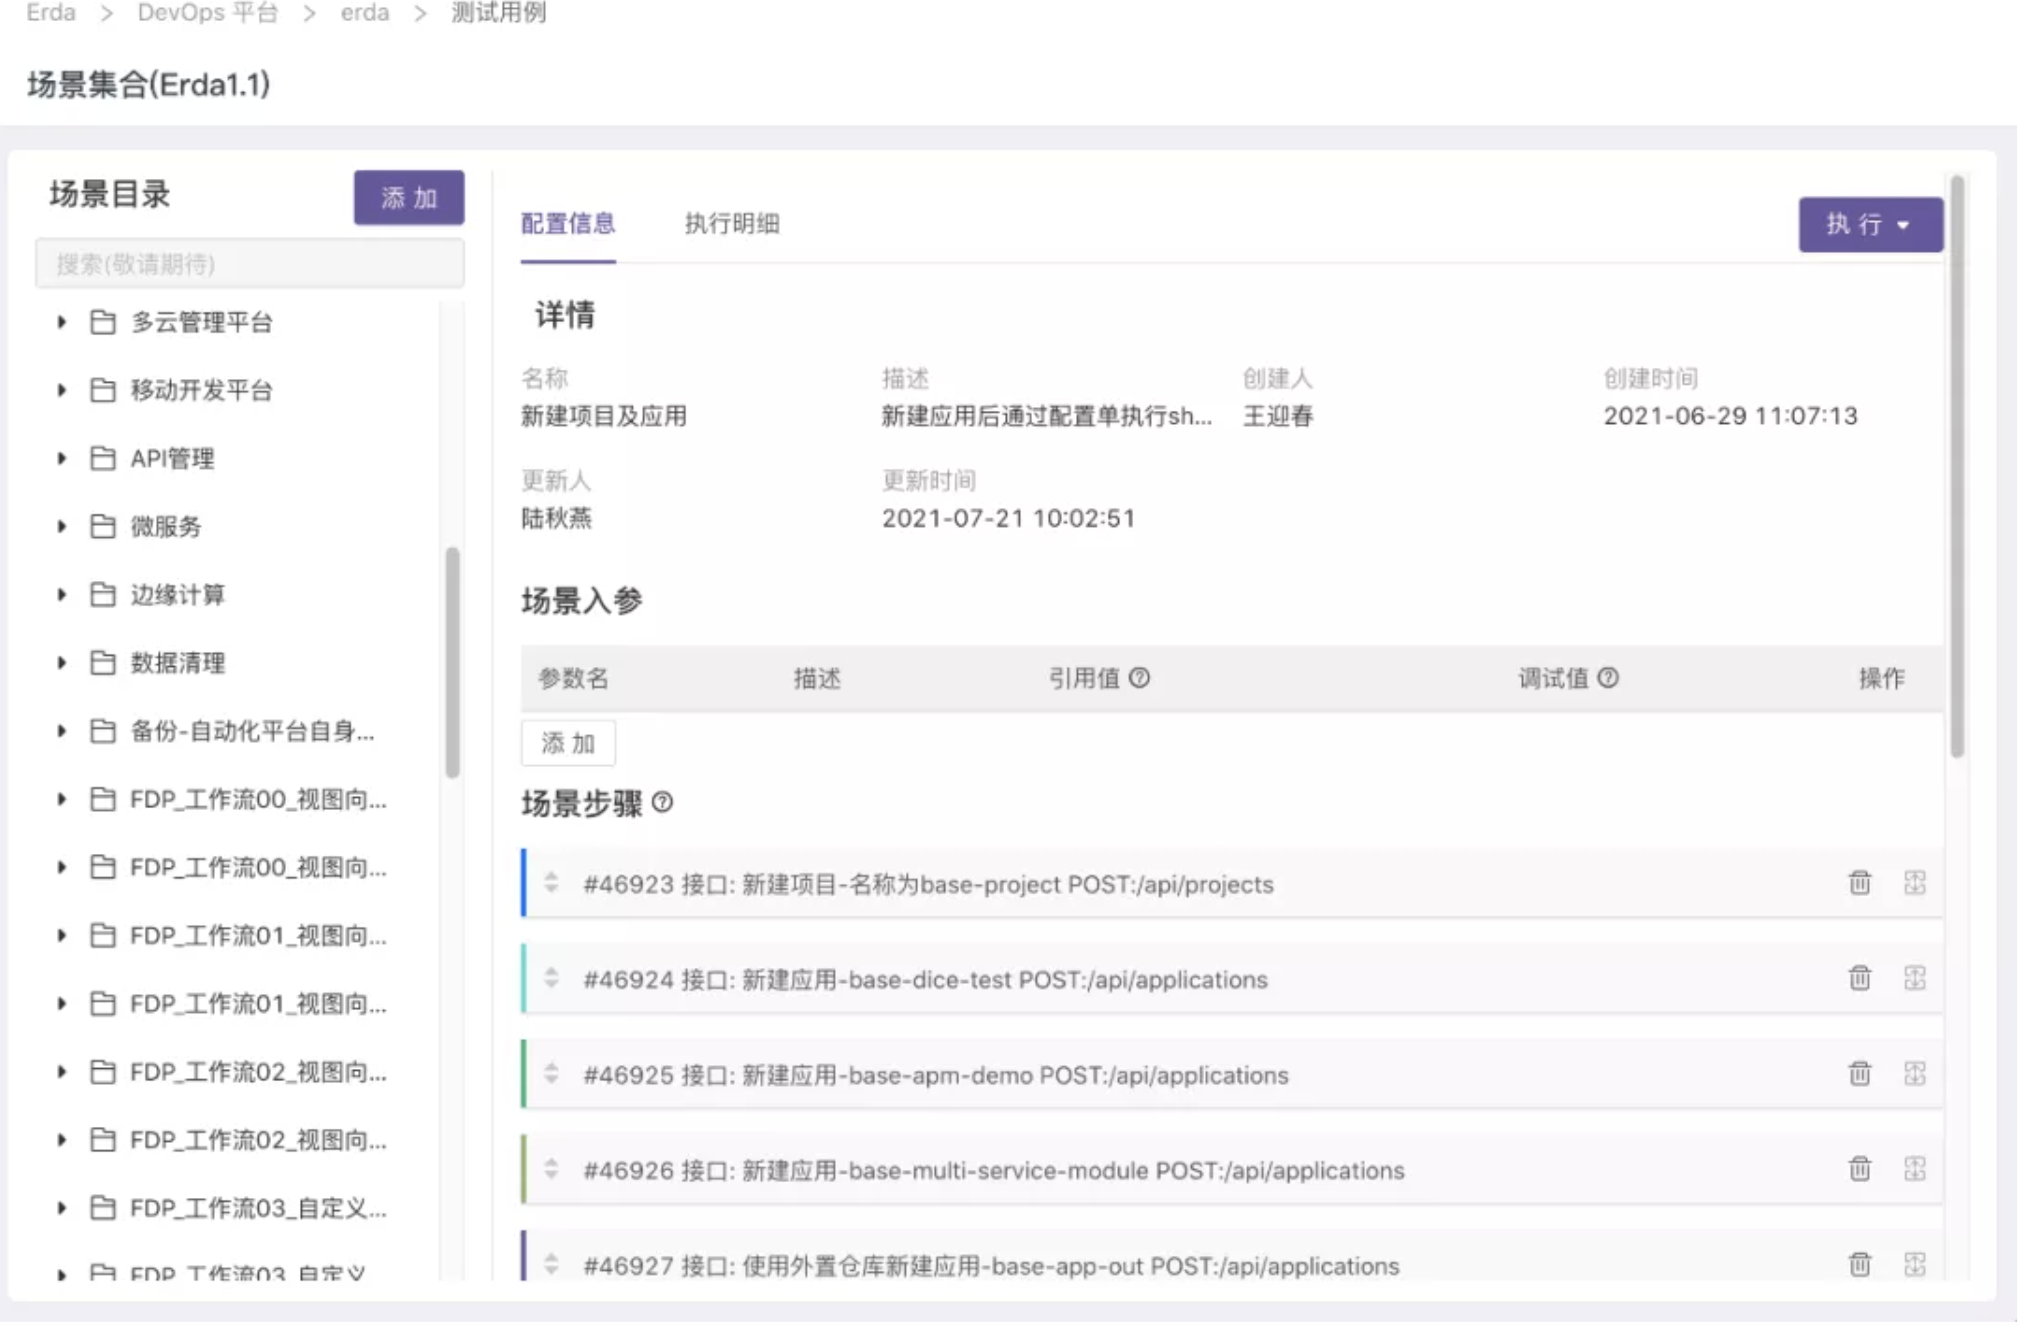 Erda > DevOps 平台 > erda > 测试用例
场景集合(Erda1.1)
场景目录
添 加
搜索(敬请期待)
多云管理平台
移动开发平台
API管理
微服务
边缘计算
数据清理
备份-自动化平台自身...
FDP_工作流00_视图向...
FDP_工作流00_视图向...
FDP_工作流01_视图向...
FDP_工作流01_视图向...
FDP_工作流02_视图向...
FDP_工作流02_视图向...
FDP_工作流03_自定义...
FDP_工作流03_自定义
配置信息 执行明细
执 行
详情
名称 描述 创建人 创建时间
新建项目及应用 新建应用后通过配置单执行sh... 王迎春 2021-06-29 11:07:13
更新人 更新时间
陆秋燕 2021-07-21 10:02:51
场景入参
参数名 描述 引用值 调试值 操作
添 加
场景步骤
#46923 接口: 新建项目-名称为base-project POST:/api/projects
#46924 接口: 新建应用-base-dice-test POST:/api/applications
#46925 接口: 新建应用-base-apm-demo POST:/api/applications
#46926 接口: 新建应用-base-multi-service-module POST:/api/applications
#46927 接口: 使用外置仓库新建应用-base-app-out POST:/api/applications